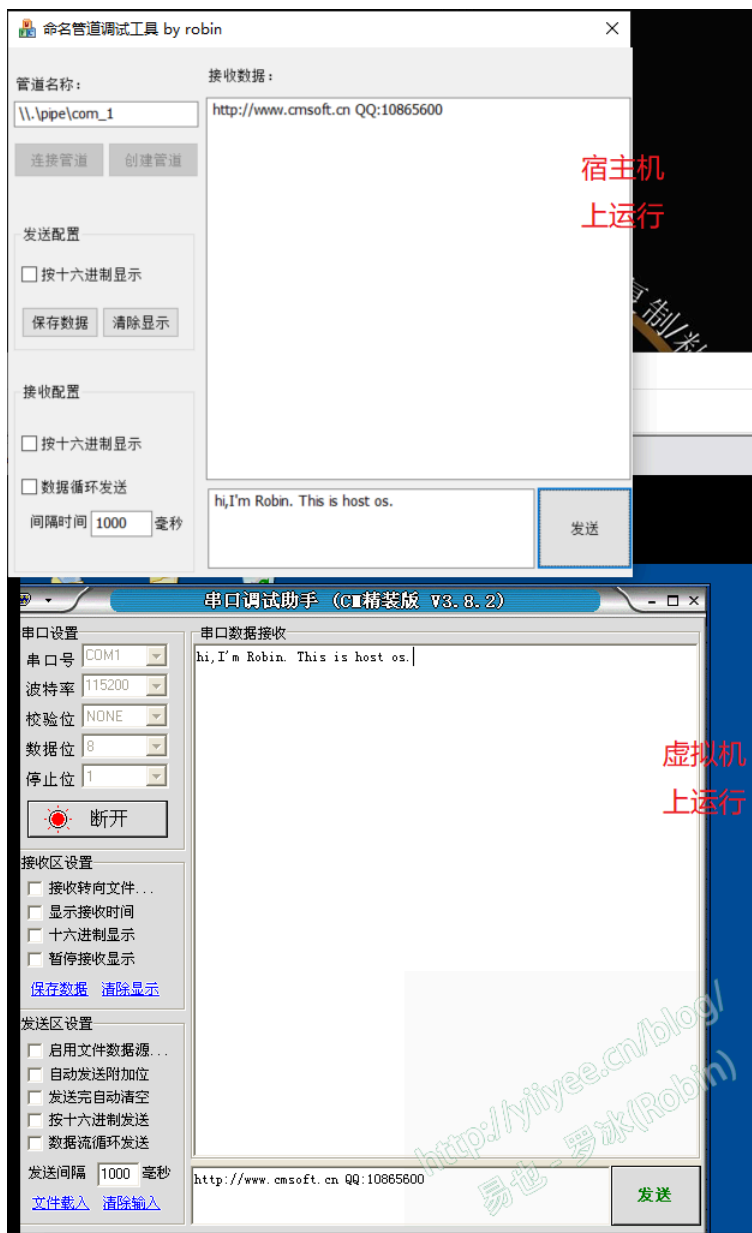 命名管道调试工具 by robin
管道名称：
\\.\pipe\com_1
连接管道 创建管道
发送配置
按十六进制显示
保存数据 清除显示
接收配置
按十六进制显示
数据循环发送
间隔时间 1000 毫秒
接收数据：
http://www.cmsoft.cn QQ:10865600
hi,I'm Robin. This is host os.
发送
宿主机
上运行
复制/粘
串口调试助手 (CM精装版 V3.8.2)
串口设置
串口号 COM1
波特率 115200
校验位 NONE
数据位 8
停止位 1
断开
接收区设置
接收转向文件...
显示接收时间
十六进制显示
暂停接收显示
保存数据 清除显示
发送区设置
启用文件数据源...
自动发送附加位
发送完自动清空
按十六进制发送
数据流循环发送
发送间隔 1000 毫秒
文件载入 清除输入
串口数据接收
hi,I'm Robin. This is host os.
http://www.cmsoft.cn QQ:10865600
发送
虚拟机
上运行
http://yiiyee.cn/blog/
易也 - 罗冰(Robin)